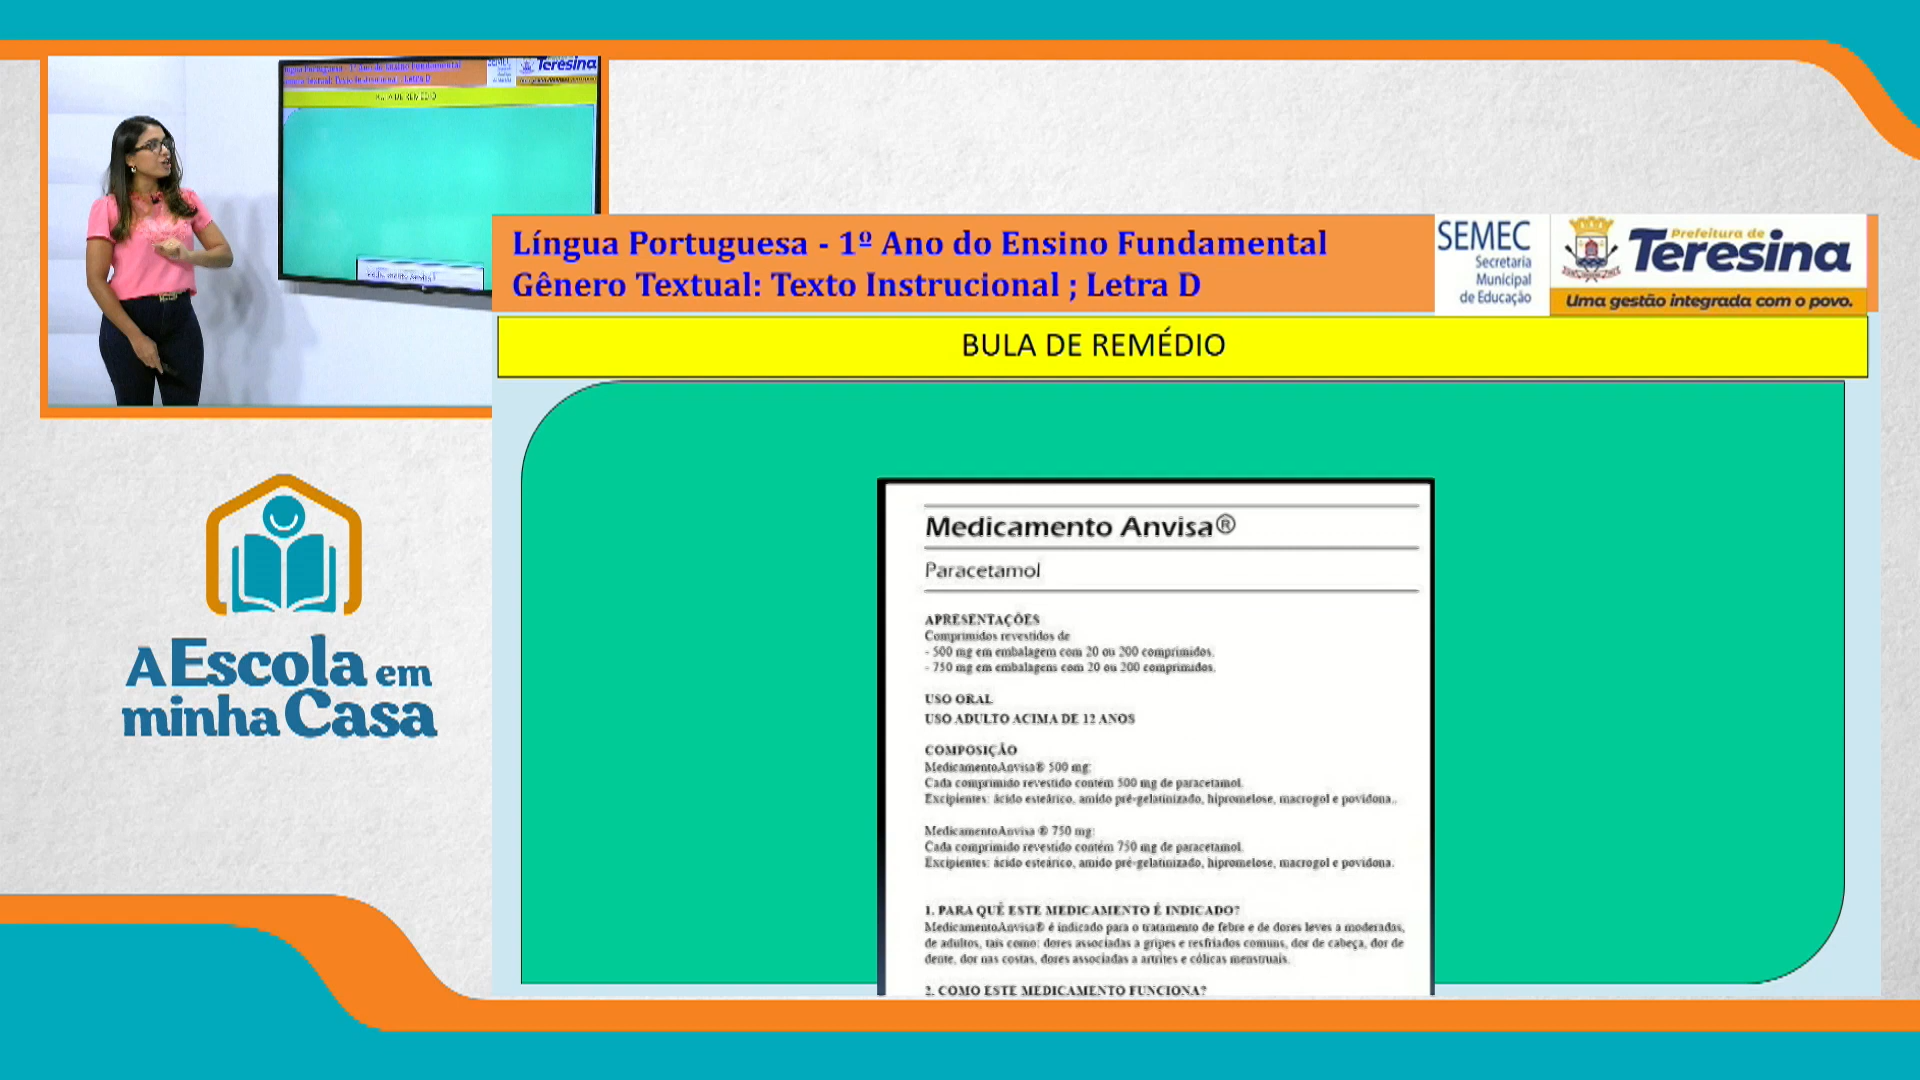 Língua Portuguesa - 1º Ano do Ensino Fundamental
Gênero Textual: Texto Instrucional ; Letra D
SEMEC
Secretaria
Municipal
de Educação
Prefeitura de
Teresina
Uma gestão integrada com o povo.
BULA DE REMÉDIO
Medicamento Anvisa®
Paracetamol
APRESENTAÇÕES
Comprimidos revestidos de
- 500 mg em embalagem com 20 ou 200 comprimidos.
- 750 mg em embalagens com 20 ou 200 comprimidos.
USO ORAL
USO ADULTO ACIMA DE 12 ANOS
COMPOSIÇÃO
MedicamentoAnvisa® 500 mg:
Cada comprimido revestido contém 500 mg de paracetamol.
Excipientes: ácido esteárico, amido pré-gelatinizado, hipromelose, macrogol e povidona..
MedicamentoAnvisa ® 750 mg:
Cada comprimido revestido contém 750 mg de paracetamol.
Excipientes: ácido esteárico, amido pré-gelatinizado, hipromelose, macrogol e povidona.
1. PARA QUÊ ESTE MEDICAMENTO É INDICADO?
MedicamentoAnvisa® é indicado para o tratamento de febre e de dores leves a moderadas,
de adultos, tais como: dores associadas a gripes e resfriados comuns, dor de cabeça, dor de
dente, dor nas costas, dores associadas a artrites e cólicas menstruais.
2. COMO ESTE MEDICAMENTO FUNCIONA?
A Escola em
minha Casa
Teresina
BULA DE REMÉDIO